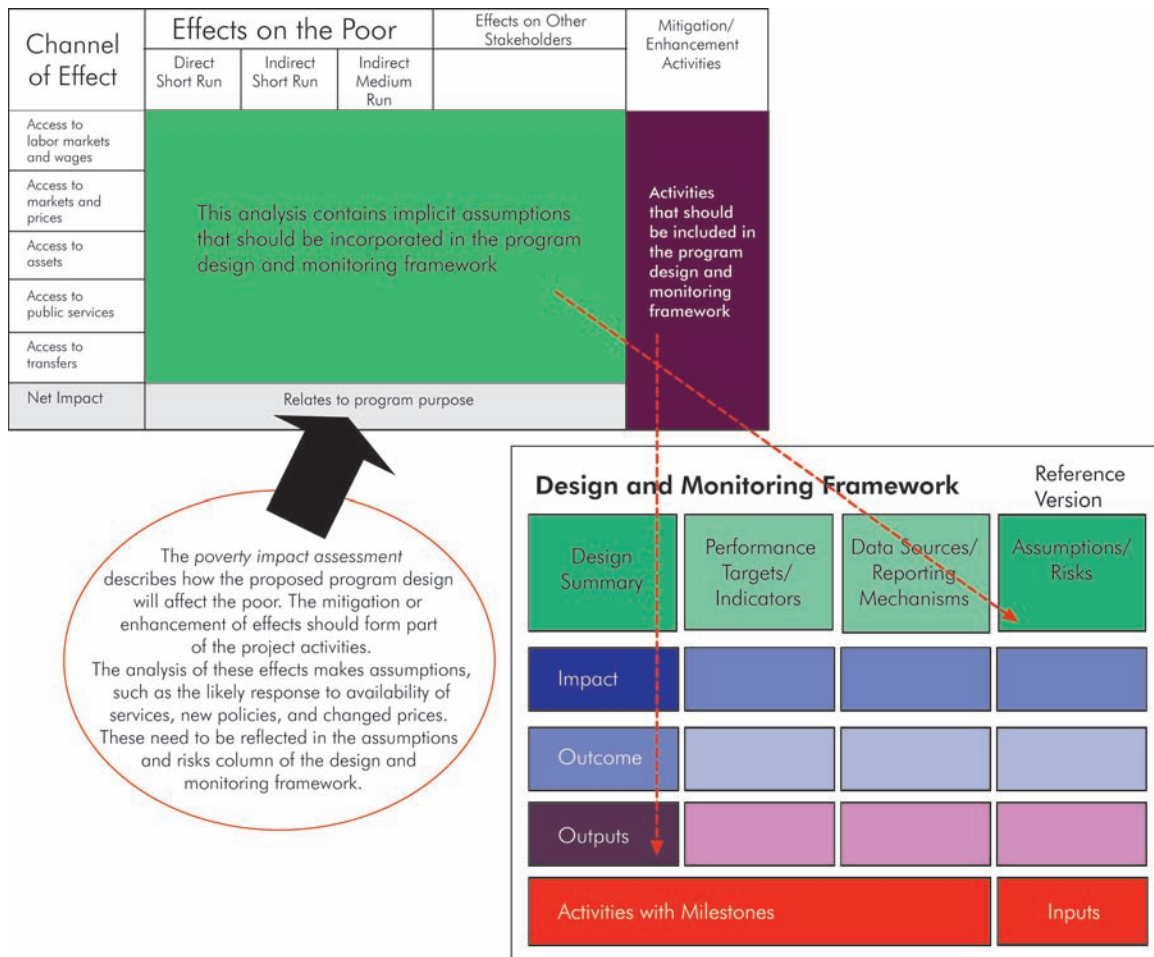 Channel
of Effect
Effects on the Poor
Effects on Other
Stakeholders
Mitigation/
Enhancement
Activities
Direct
Short Run
Indirect
Short Run
Indirect
Medium
Run
Access to
labor markets
and wages
Access to
markets and
prices
Access to
assets
Access to
public services
Access to
transfers
This analysis contains implicit assumptions
that should be incorporated in the program
design and monitoring framework
Activities
that should
be included in
the program
design and
monitoring
framework
Net Impact
Relates to program purpose
The poverty impact assessment
describes how the proposed program design
will affect the poor. The mitigation or
enhancement of effects should form part
of the project activities.
The analysis of these effects makes assumptions,
such as the likely response to availability of
services, new policies, and changed prices.
These need to be reflected in the assumptions
and risks column of the design and
monitoring framework.
Design and Monitoring Framework
Reference
Version
Design
Summary
Performance
Targets/
Indicators
Data Sources/
Reporting
Mechanisms
Assumptions/
Risks
Impact
Outcome
Outputs
Activities with Milestones
Inputs